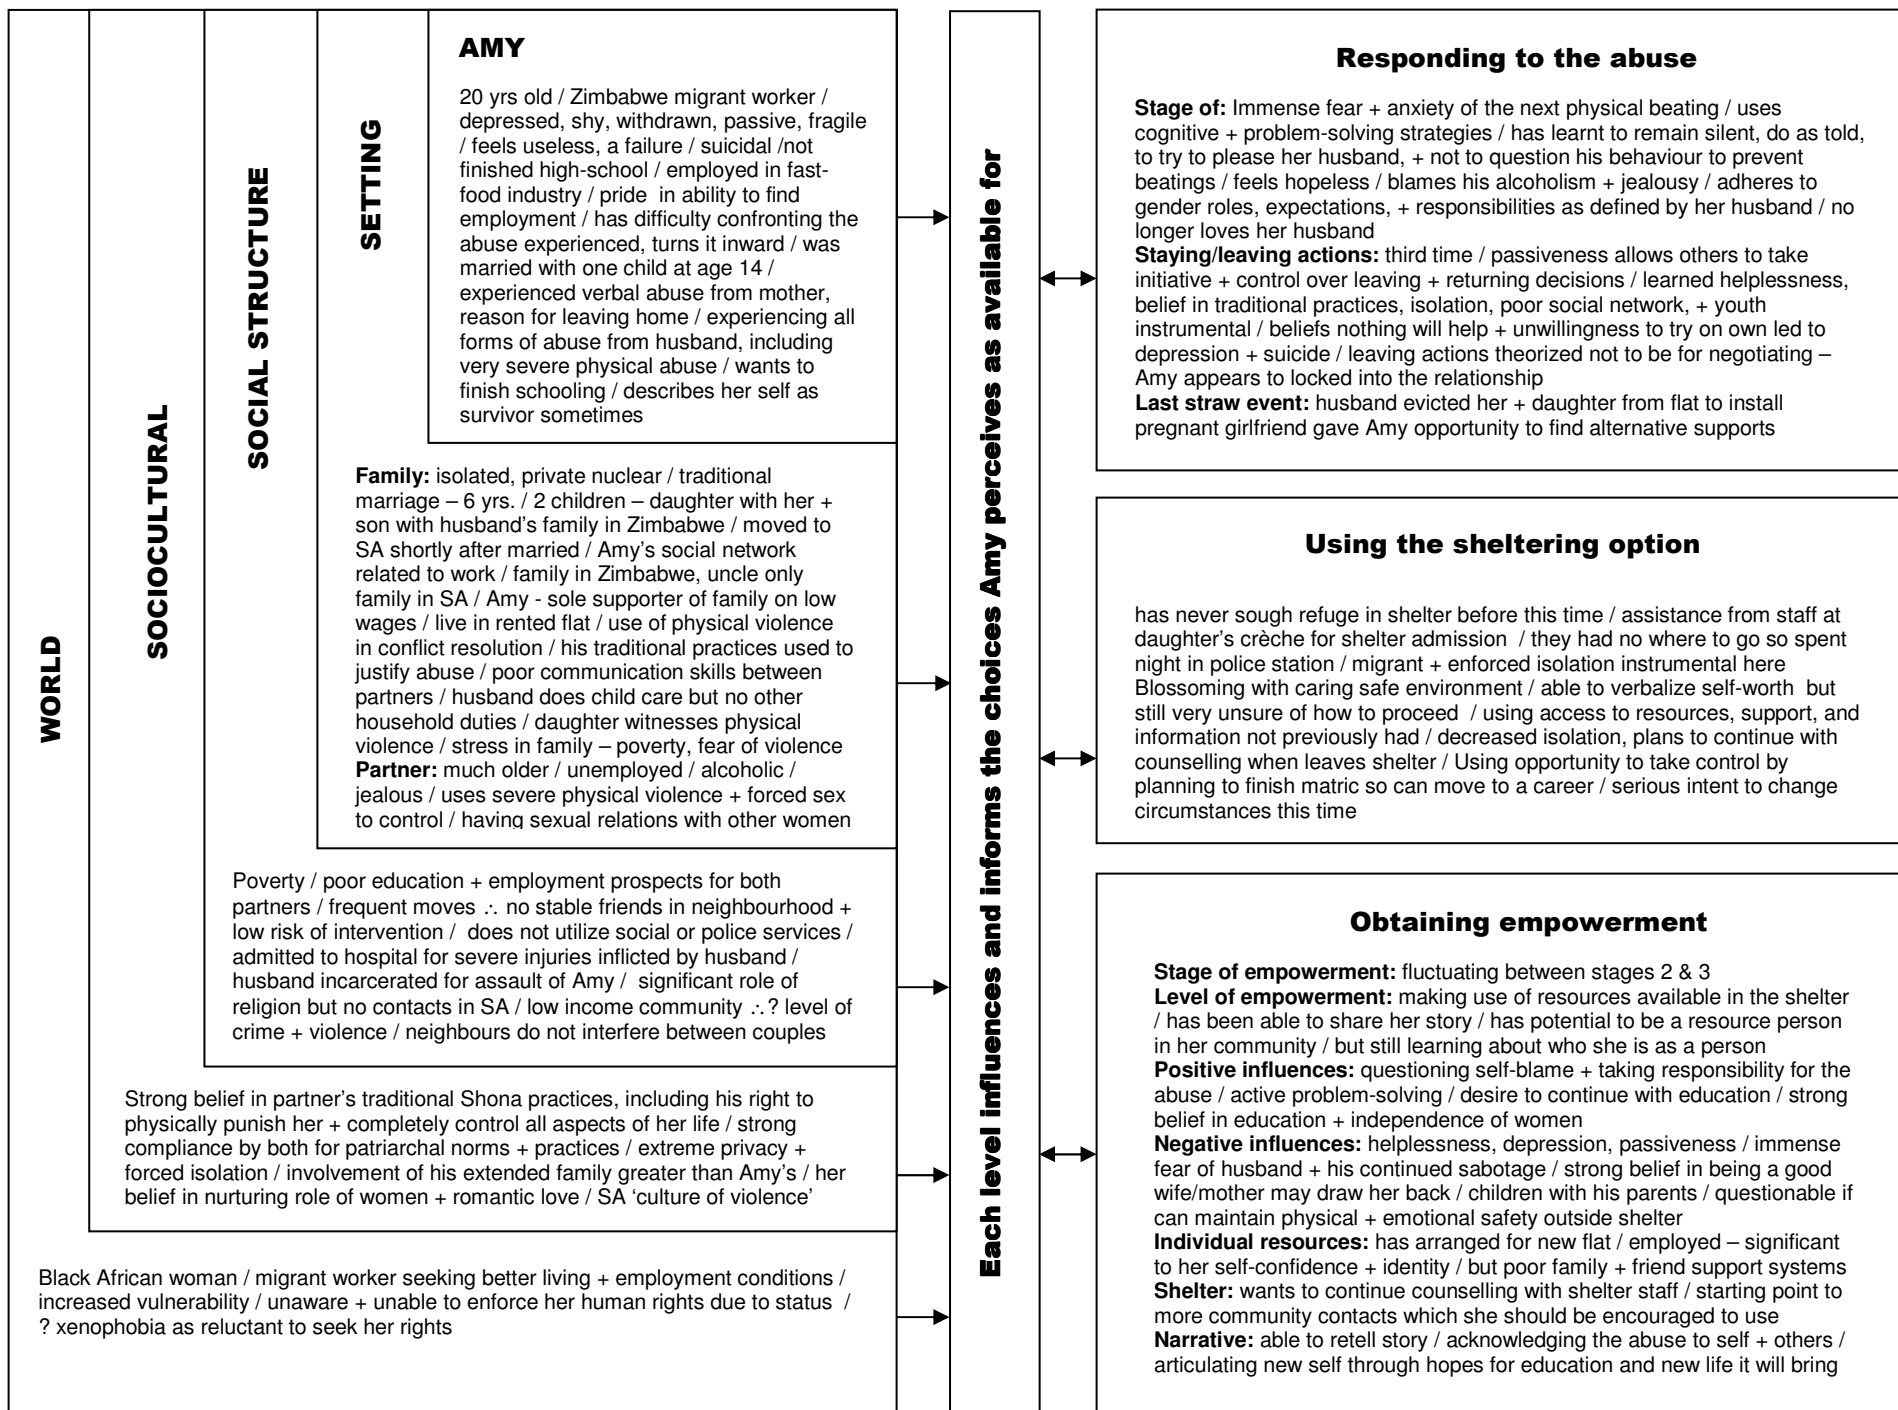 WORLD
SOCIOCULTURAL
SOCIAL STRUCTURE
SETTING
AMY
20 yrs old / Zimbabwe migrant worker /
depressed, shy, withdrawn, passive, fragile
/ feels useless, a failure / suicidal /not
finished high-school / employed in fast-
food industry / pride  in ability to find
employment / has difficulty confronting the
abuse experienced, turns it inward / was
married with one child at age 14 /
experienced verbal abuse from mother,
reason for leaving home / experiencing all
forms of abuse from husband, including
very severe physical abuse / wants to
finish schooling / describes her self as
survivor sometimes
Family: isolated, private nuclear / traditional
marriage – 6 yrs. / 2 children – daughter with her +
son with husband's family in Zimbabwe / moved to
SA shortly after married / Amy's social network
related to work / family in Zimbabwe, uncle only
family in SA / Amy - sole supporter of family on low
wages / live in rented flat / use of physical violence
in conflict resolution / his traditional practices used to
justify abuse / poor communication skills between
partners / husband does child care but no other
household duties / daughter witnesses physical
violence / stress in family – poverty, fear of violence
Partner: much older / unemployed / alcoholic /
jealous / uses severe physical violence + forced sex
to control / having sexual relations with other women
Poverty / poor education + employment prospects for both
partners / frequent moves ∴ no stable friends in neighbourhood +
low risk of intervention /  does not utilize social or police services /
admitted to hospital for severe injuries inflicted by husband /
husband incarcerated for assault of Amy /  significant role of
religion but no contacts in SA / low income community ∴? level of
crime + violence / neighbours do not interfere between couples
Strong belief in partner's traditional Shona practices, including his right to
physically punish her + completely control all aspects of her life / strong
compliance by both for patriarchal norms + practices / extreme privacy +
forced isolation / involvement of his extended family greater than Amy's / her
belief in nurturing role of women + romantic love / SA 'culture of violence'
Black African woman / migrant worker seeking better living + employment conditions /
increased vulnerability / unaware + unable to enforce her human rights due to status  /
? xenophobia as reluctant to seek her rights
Each level influences and informs the choices Amy perceives as available for
Responding to the abuse
Stage of: Immense fear + anxiety of the next physical beating / uses
cognitive + problem-solving strategies / has learnt to remain silent, do as told,
to try to please her husband, + not to question his behaviour to prevent
beatings / feels hopeless / blames his alcoholism + jealousy / adheres to
gender roles, expectations, + responsibilities as defined by her husband / no
longer loves her husband
Staying/leaving actions: third time / passiveness allows others to take
initiative + control over leaving + returning decisions / learned helplessness,
belief in traditional practices, isolation, poor social network, + youth
instrumental / beliefs nothing will help + unwillingness to try on own led to
depression + suicide / leaving actions theorized not to be for negotiating –
Amy appears to locked into the relationship
Last straw event: husband evicted her + daughter from flat to install
pregnant girlfriend gave Amy opportunity to find alternative supports
Using the sheltering option
has never sough refuge in shelter before this time / assistance from staff at
daughter's crèche for shelter admission  / they had no where to go so spent
night in police station / migrant + enforced isolation instrumental here
Blossoming with caring safe environment / able to verbalize self-worth  but
still very unsure of how to proceed  / using access to resources, support, and
information not previously had / decreased isolation, plans to continue with
counselling when leaves shelter / Using opportunity to take control by
planning to finish matric so can move to a career / serious intent to change
circumstances this time
Obtaining empowerment
Stage of empowerment: fluctuating between stages 2 & 3
Level of empowerment: making use of resources available in the shelter
/ has been able to share her story / has potential to be a resource person
in her community / but still learning about who she is as a person
Positive influences: questioning self-blame + taking responsibility for the
abuse / active problem-solving / desire to continue with education / strong
belief in education + independence of women
Negative influences: helplessness, depression, passiveness / immense
fear of husband + his continued sabotage / strong belief in being a good
wife/mother may draw her back / children with his parents / questionable if
can maintain physical + emotional safety outside shelter
Individual resources: has arranged for new flat / employed – significant
to her self-confidence + identity / but poor family + friend support systems
Shelter: wants to continue counselling with shelter staff / starting point to
more community contacts which she should be encouraged to use
Narrative: able to retell story / acknowledging the abuse to self + others /
articulating new self through hopes for education and new life it will bring